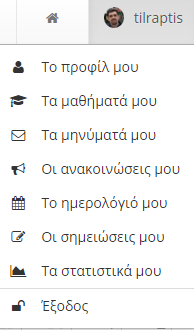 tilraptis
Το προφίλ μου
Τα μαθήματά μου
Τα μηνύματά μου
Οι ανακοινώσεις μου
Το ημερολόγιό μου
Οι σημειώσεις μου
Τα στατιστικά μου
Έξοδος